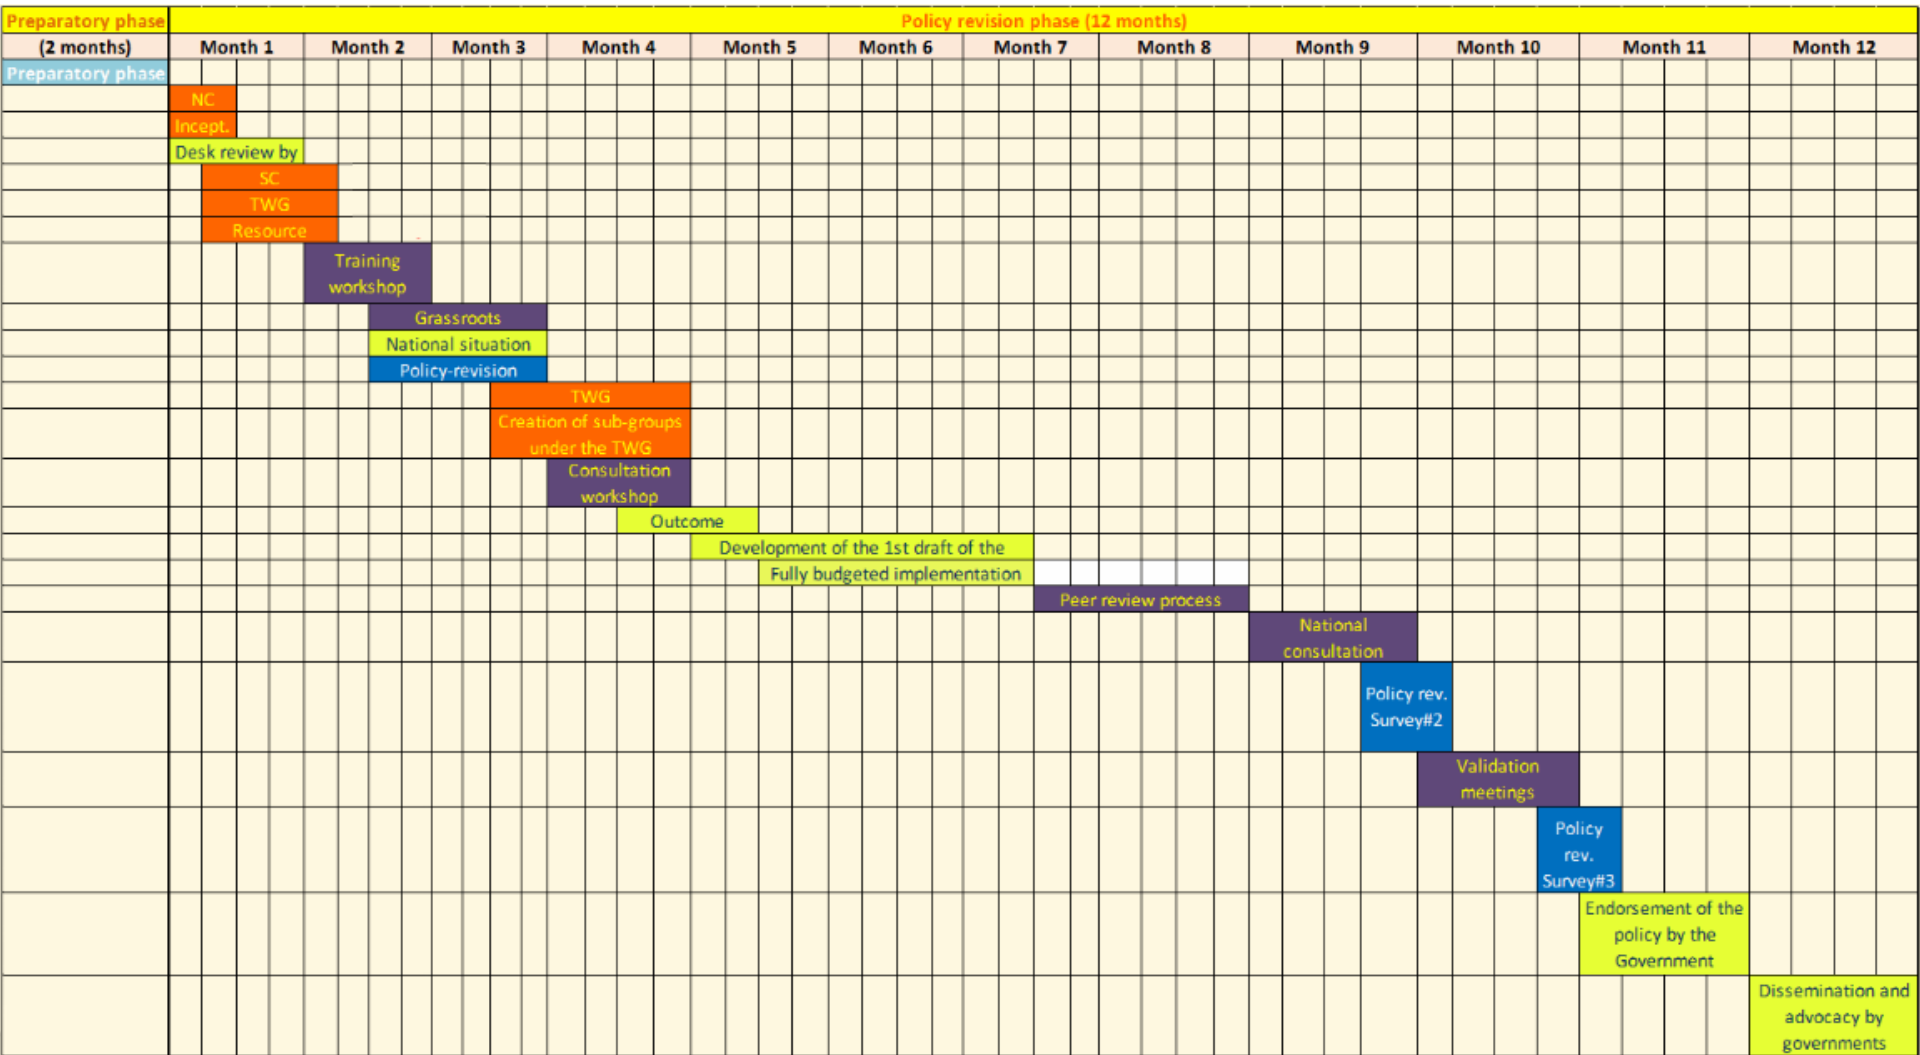 Preparatory phase Policy revision phase (12 months)
(2 months) Month 1 Month 2 Month 3 Month 4 Month 5 Month 6 Month 7 Month 8 Month 9 Month 10 Month 11 Month 12
Preparatory phase
NC
Incept.
Desk review by
SC
TWG
Resource
Training
workshop
Grassroots
National situation
Policy-revision
TWG
Creation of sub-groups
under the TWG
Consultation
workshop
Outcome
Development of the 1st draft of the
Fully budgeted implementation
Peer review process
National
consultation
Policy rev.
Survey#2
Validation
meetings
Policy
rev.
Survey#3
Endorsement of the
policy by the
Government
Dissemination and
advocacy by
governments